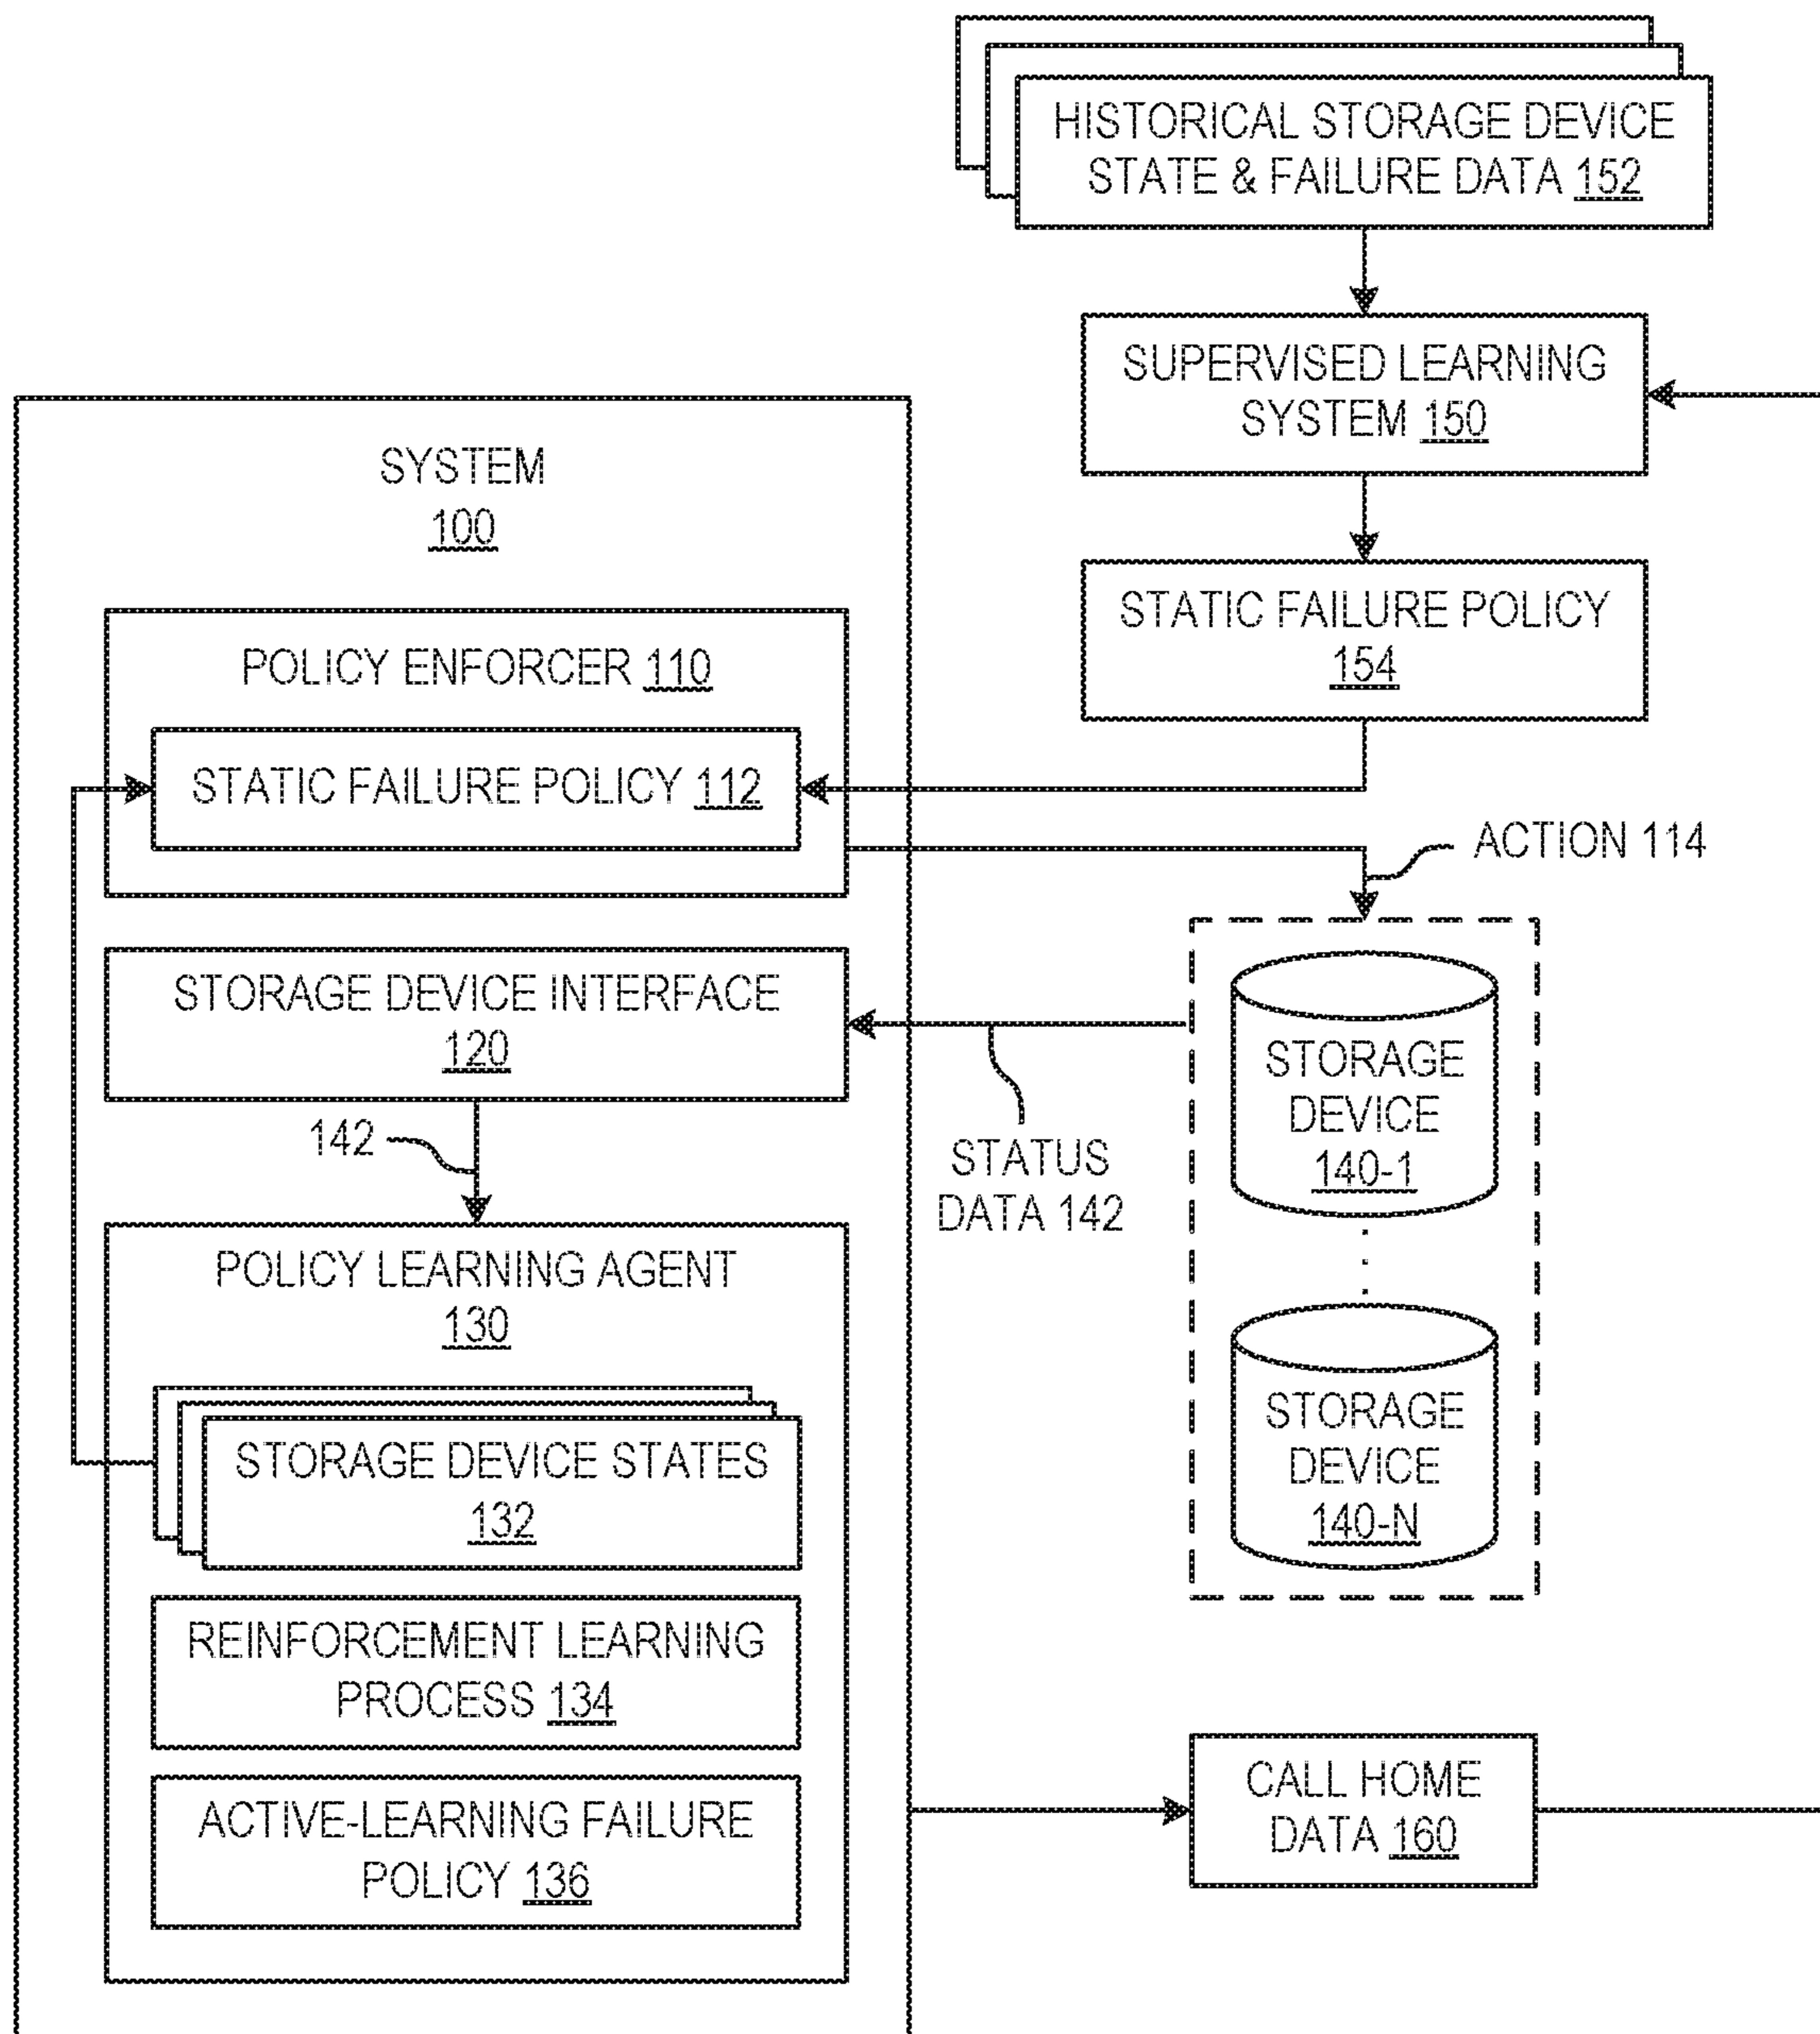 HISTORICAL STORAGE DEVICE
STATE & FAILURE DATA 152
SUPERVISED LEARNING
SYSTEM 150
STATIC FAILURE POLICY
154
SYSTEM
100
POLICY ENFORCER 110
STATIC FAILURE POLICY 112
ACTION 114
STORAGE DEVICE INTERFACE
120
142
STATUS
DATA 142
STORAGE
DEVICE
140-1
STORAGE
DEVICE
140-N
POLICY LEARNING AGENT
130
STORAGE DEVICE STATES
132
REINFORCEMENT LEARNING
PROCESS 134
ACTIVE-LEARNING FAILURE
POLICY 136
CALL HOME
DATA 160